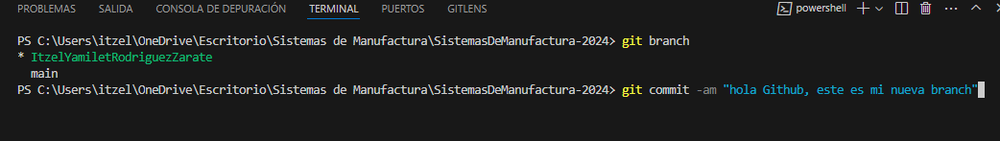 PROBLEMAS SALIDA CONSOLA DE DEPURACIÓN TERMINAL PUERTOS GITLENS powershell
PS C:\Users\itzel\OneDrive\Escritorio\Sistemas de Manufactura\SistemasDeManufactura-2024> git branch
* ItzelYamiletRodriguezZarate
main
PS C:\Users\itzel\OneDrive\Escritorio\Sistemas de Manufactura\SistemasDeManufactura-2024> git commit -am "hola Github, este es mi nueva branch"